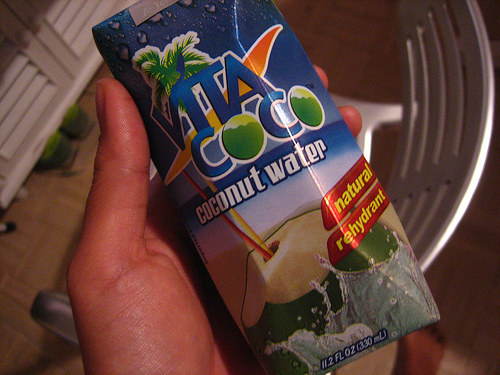 VITA
COCO
coconut water
natural
rehydrant
11.2 FL OZ (330 mL)